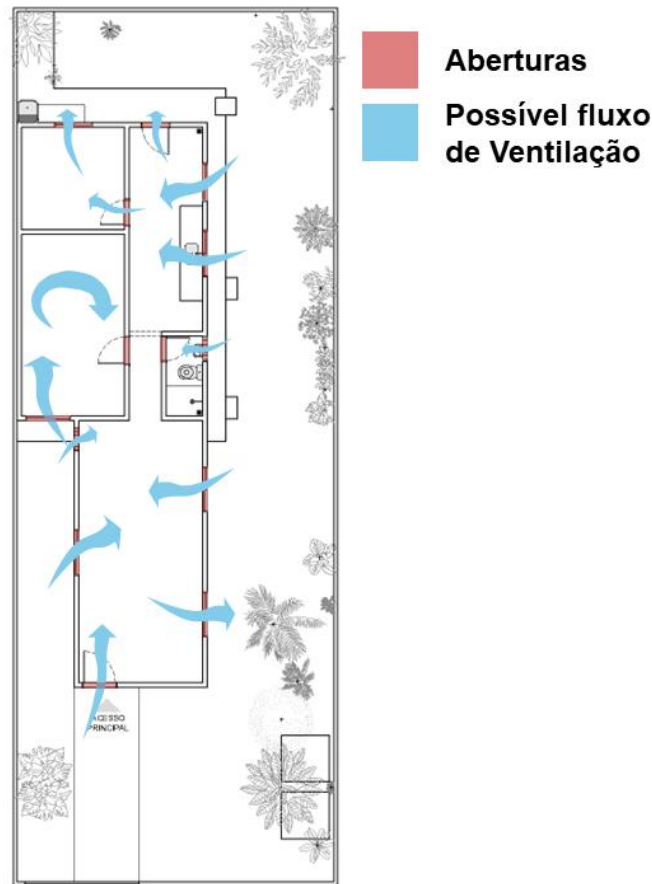 Aberturas
Possível fluxo
de Ventilação
ACESSO
PRINCIPAL